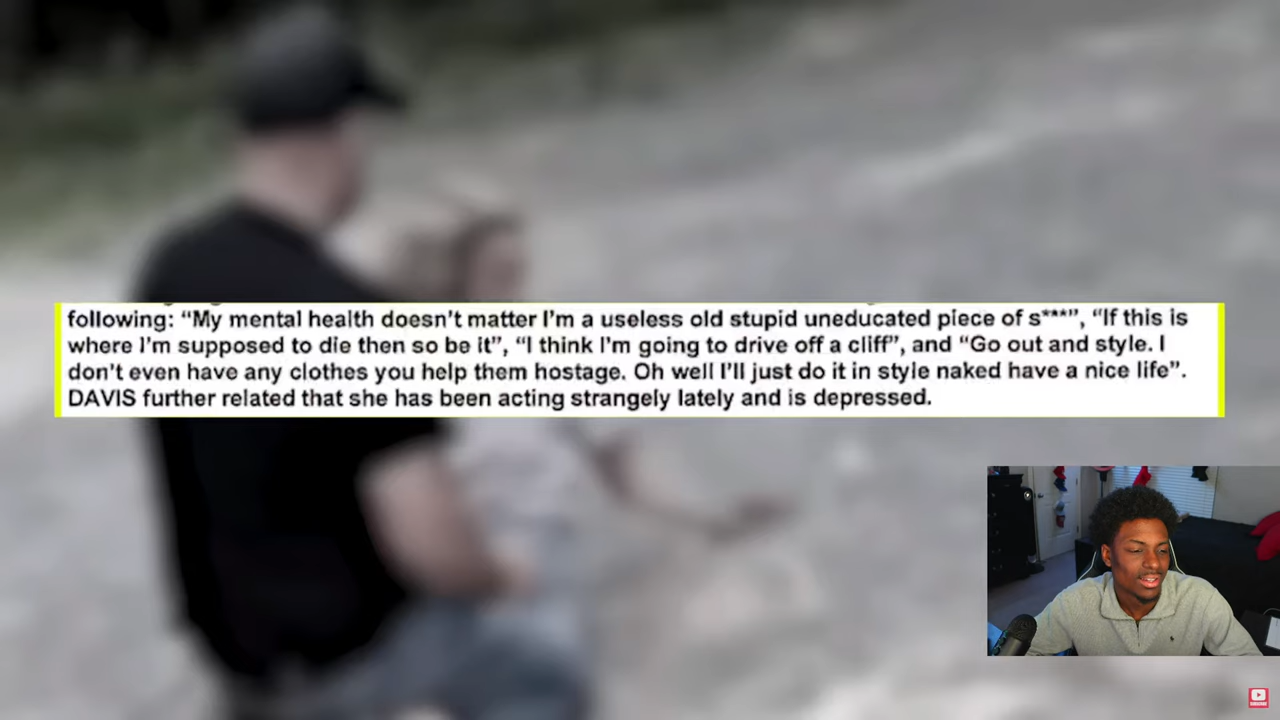 following: “My mental health doesn’t matter I’m a useless old stupid uneducated piece of s***”, “If this is
where I’m supposed to die then so be it”, “I think I’m going to drive off a cliff”, and “Go out and style. I
don’t even have any clothes you help them hostage. Oh well I’ll just do it in style naked have a nice life”.
DAVIS further related that she has been acting strangely lately and is depressed.